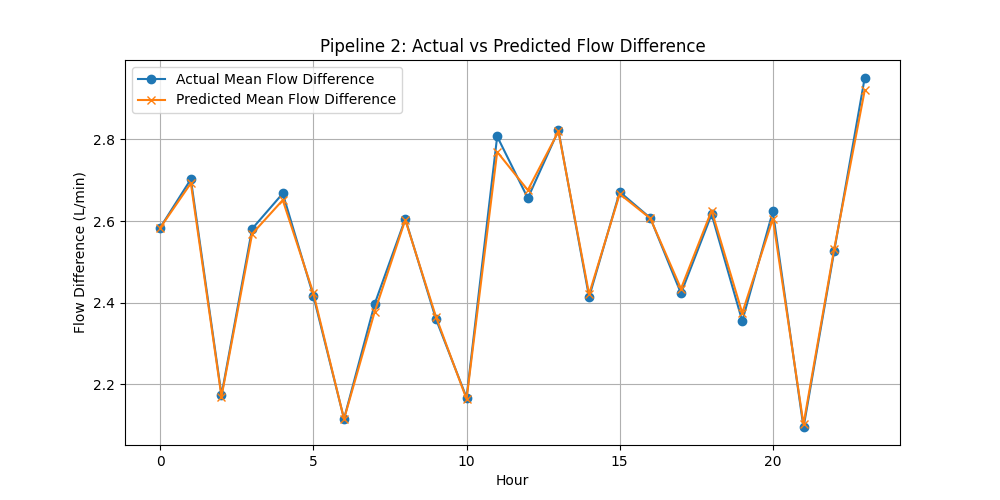 Pipeline 2: Actual vs Predicted Flow Difference
Actual Mean Flow Difference
Predicted Mean Flow Difference
Flow Difference (L/min)
2.8
2.6
2.4
2.2
0 5 10 15 20
Hour